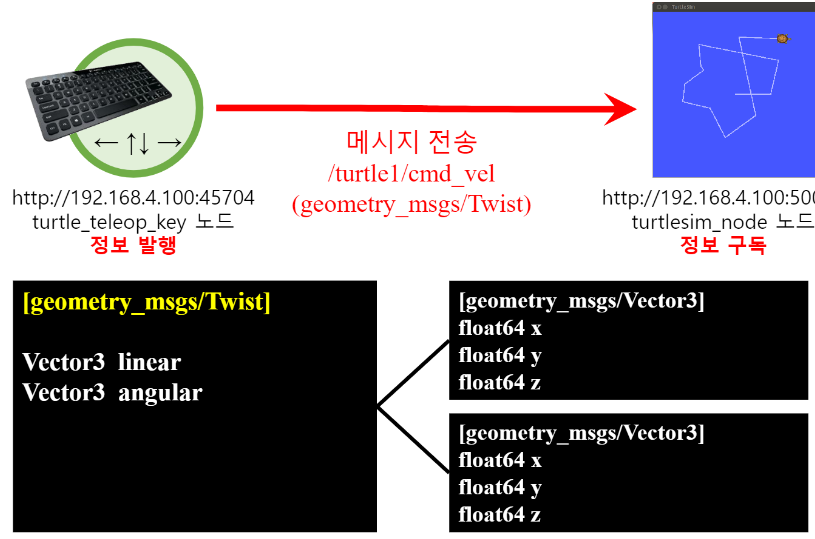 TurtleSim
← ↑↓ →
메시지 전송
/turtle1/cmd_vel
(geometry_msgs/Twist)
http://192.168.4.100:45704
turtle_teleop_key 노드
정보 발행
http://192.168.4.100:500
turtlesim_node 노드
정보 구독
[geometry_msgs/Twist]
Vector3 linear
Vector3 angular
[geometry_msgs/Vector3]
float64 x
float64 y
float64 z
[geometry_msgs/Vector3]
float64 x
float64 y
float64 z